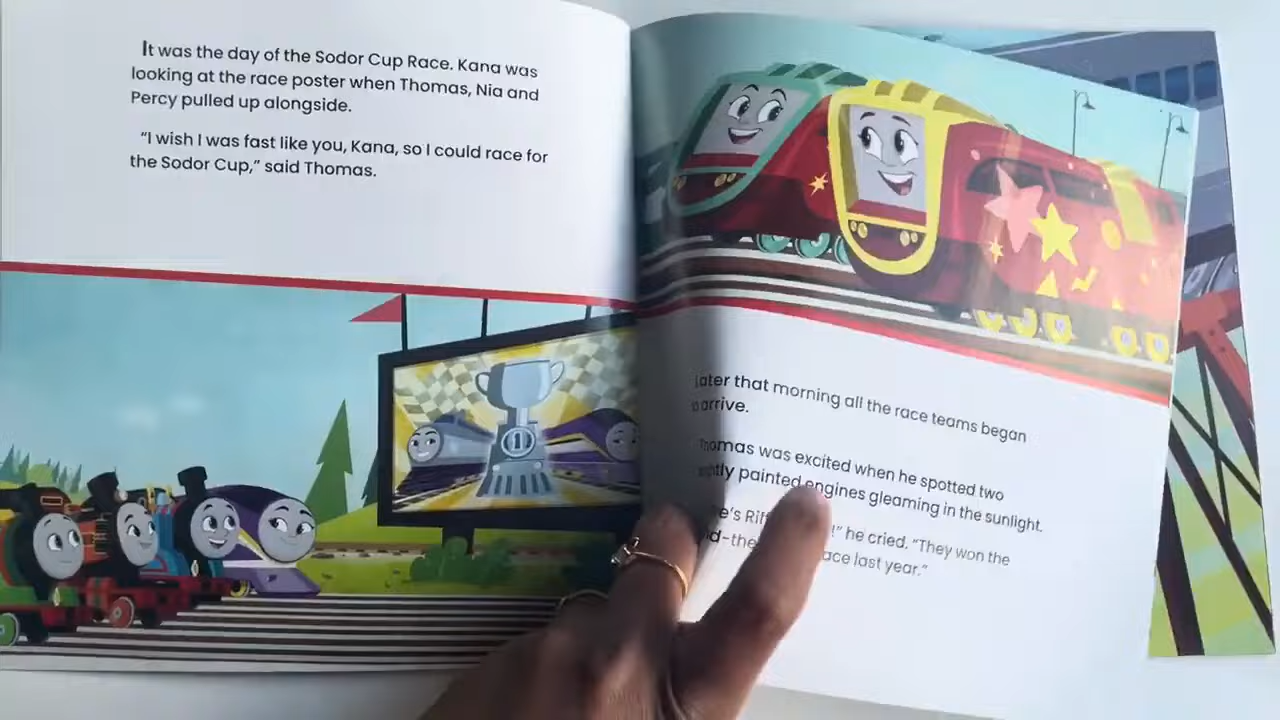 It was the day of the Sodor Cup Race. Kana was
looking at the race poster when Thomas, Nia and
Percy pulled up alongside.
“I wish I was fast like you, Kana, so I could race for
the Sodor Cup,” said Thomas.
1
Later that morning all the race teams began
arrive.
Thomas was excited when he spotted two
painted engines gleaming in the sunlight.
he cried. “They won the
last year.”